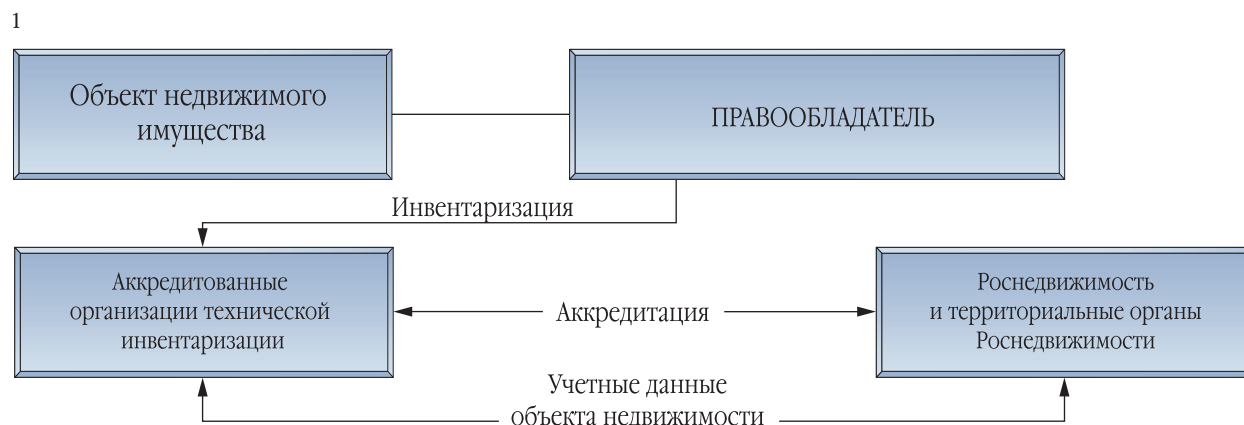 1
Объект недвижимого
имущества
ПРАВООБЛАДАТЕЛЬ
Инвентаризация
Аккредитованные
организации технической
инвентаризации
Аккредитация
Роснедвижимость
и территориальные органы
Роснедвижимости
Учетные данные
объекта недвижимости